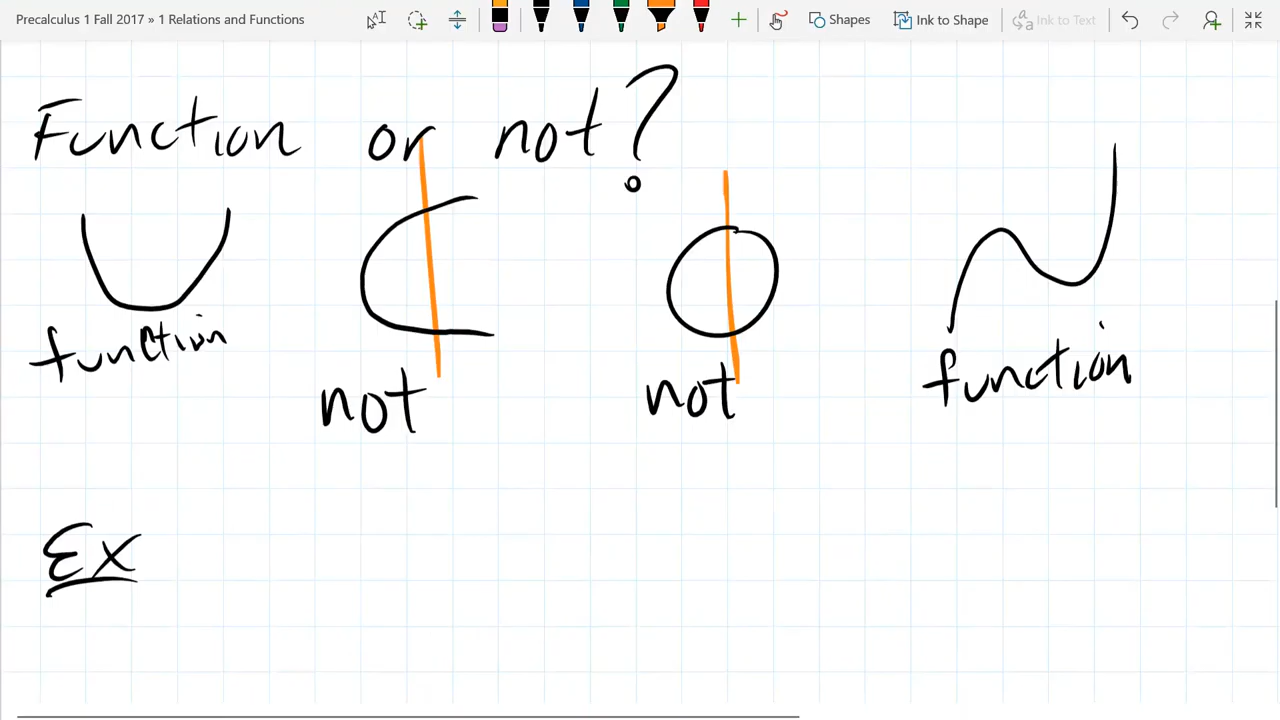 Precalculus 1 Fall 2017 » 1 Relations and Functions
Shapes
Ink to Shape
Ink to Text
Function or not?
function
not
not
function
Ex